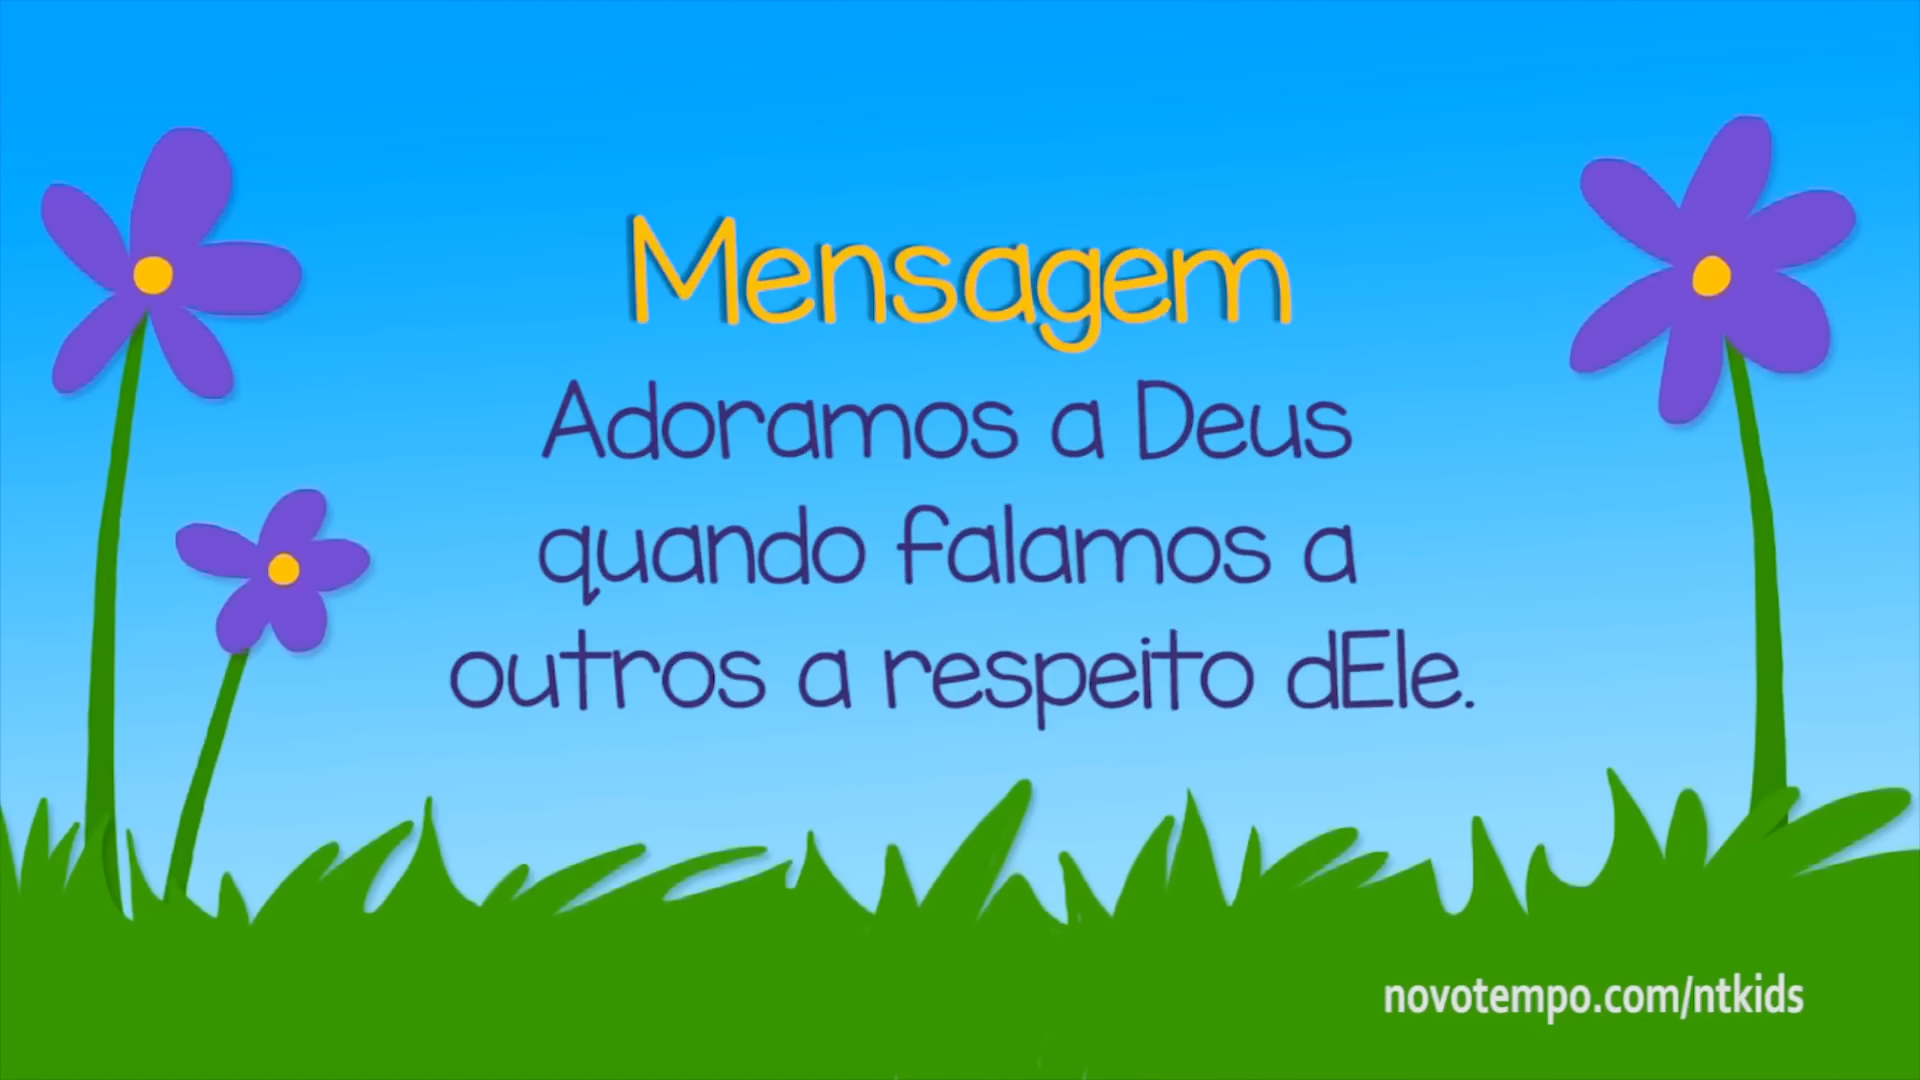 Mensagem
Adoramos a Deus
quando falamos a
outros a respeito dEle.
novotempo.com/ntkids